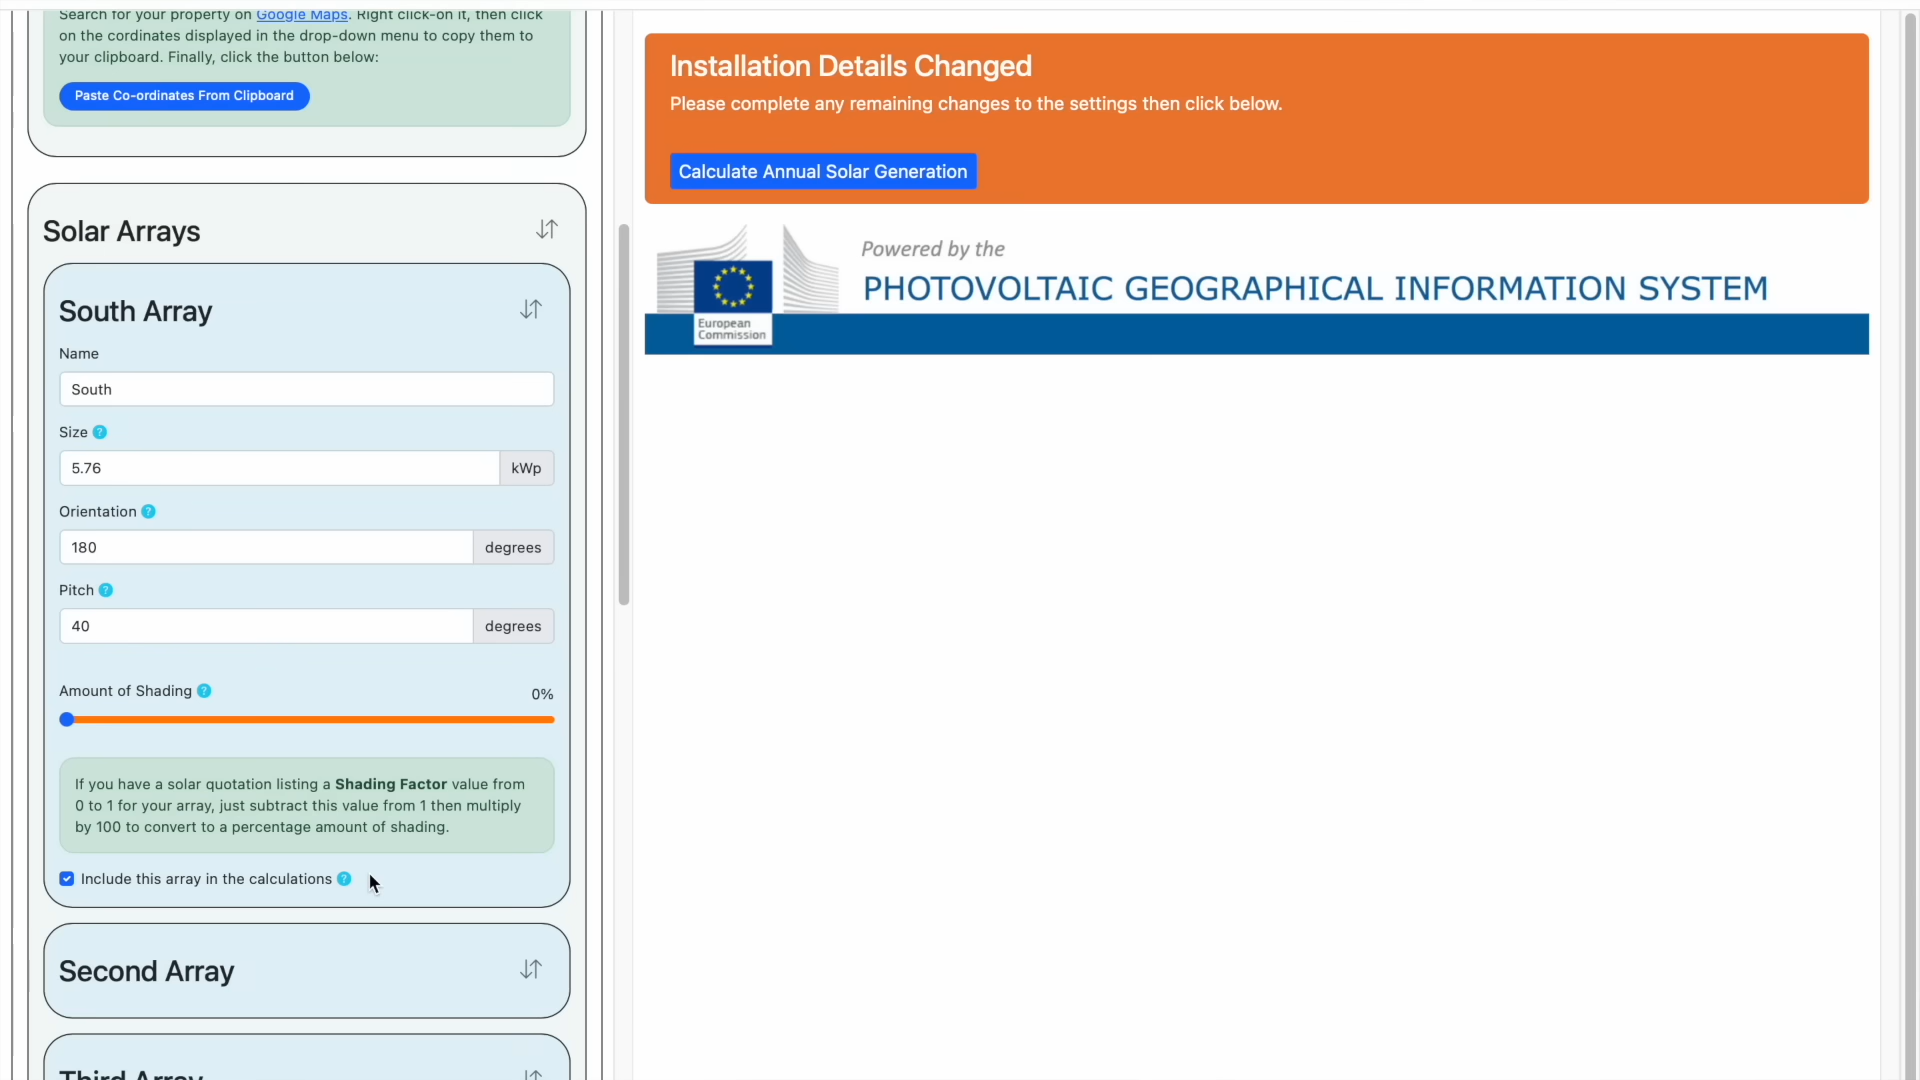 Search for your property on Google Maps. Right click-on it, then click
on the cordinates displayed in the drop-down menu to copy them to
your clipboard. Finally, click the button below:
Paste Co-ordinates From Clipboard
Solar Arrays
South Array
Name
South
Size ?
5.76
kWp
Orientation ?
180
degrees
Pitch ?
40
degrees
Amount of Shading ?
0%
If you have a solar quotation listing a Shading Factor value from
0 to 1 for your array, just subtract this value from 1 then multiply
by 100 to convert to a percentage amount of shading.
Include this array in the calculations ?
Second Array
Third Array
Installation Details Changed
Please complete any remaining changes to the settings then click below.
Calculate Annual Solar Generation
Powered by the
PHOTOVOLTAIC GEOGRAPHICAL INFORMATION SYSTEM
European
Commission